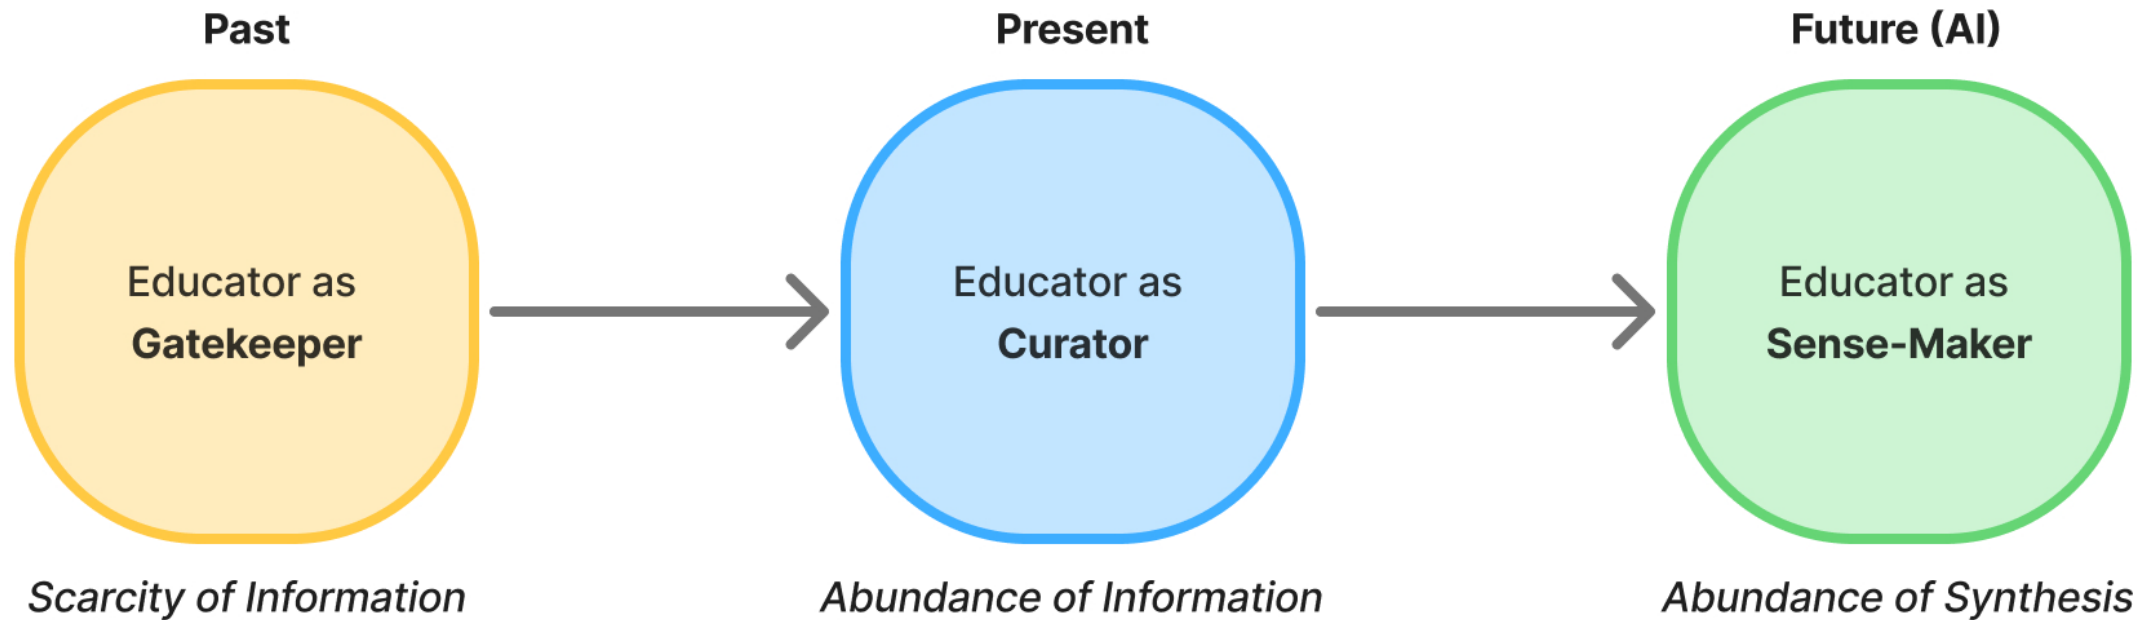 Past
Present
Future (AI)
Educator as
Gatekeeper
Educator as
Curator
Educator as
Sense-Maker
Scarcity of Information
Abundance of Information
Abundance of Synthesis